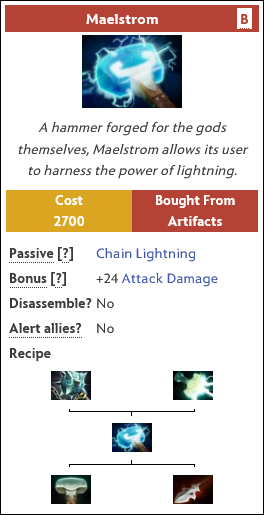 Maelstrom B
A hammer forged for the gods
themselves, Maelstrom allows its user
to harness the power of lightning.
Cost Bought From
2700 Artifacts
Passive [?] Chain Lightning
Bonus [?] +24 Attack Damage
Disassemble? No
Alert allies? No
Recipe